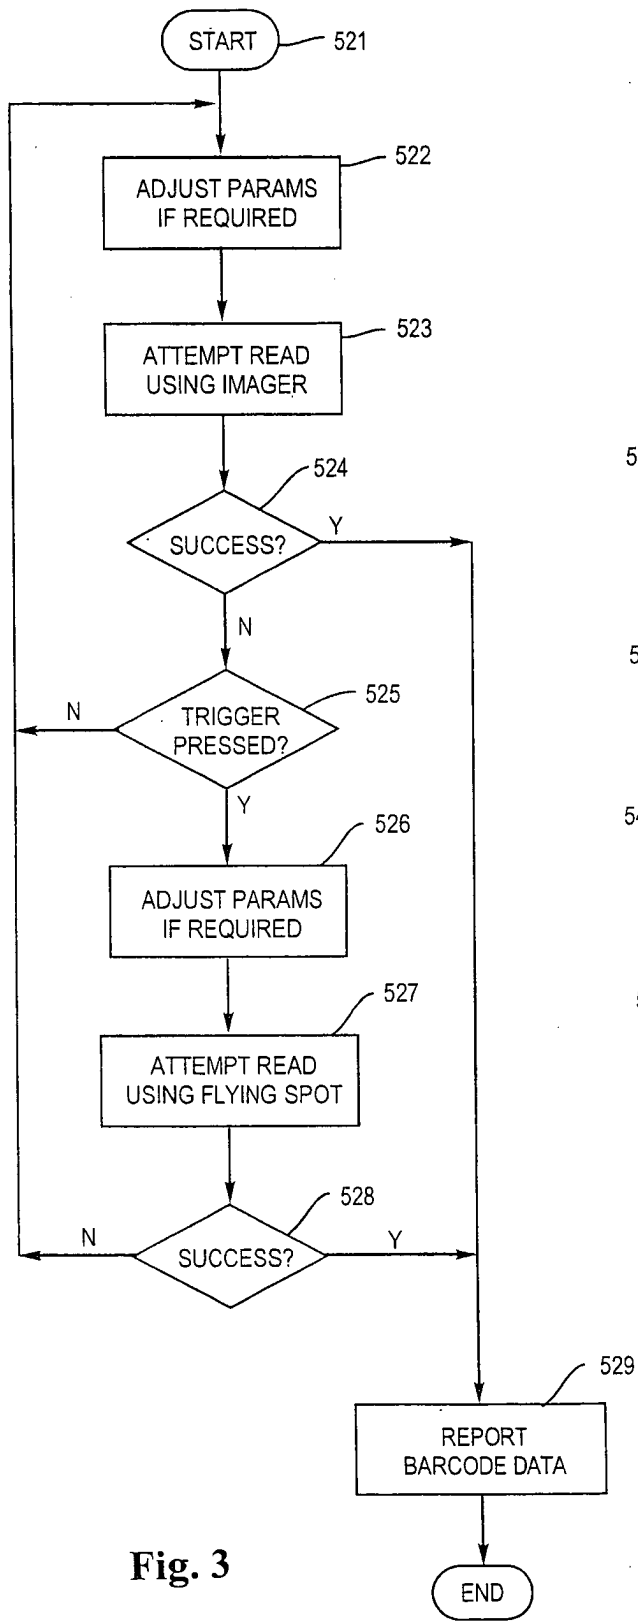 START
521
522
ADJUST PARAMS
IF REQUIRED
523
ATTEMPT READ
USING IMAGER
524
SUCCESS?
Y
N
525
TRIGGER
PRESSED?
N
Y
526
ADJUST PARAMS
IF REQUIRED
527
ATTEMPT READ
USING FLYING SPOT
528
SUCCESS?
N
Y
529
REPORT
BARCODE DATA
END
Fig. 3